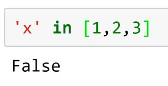 'x' in [1,2,3]
False